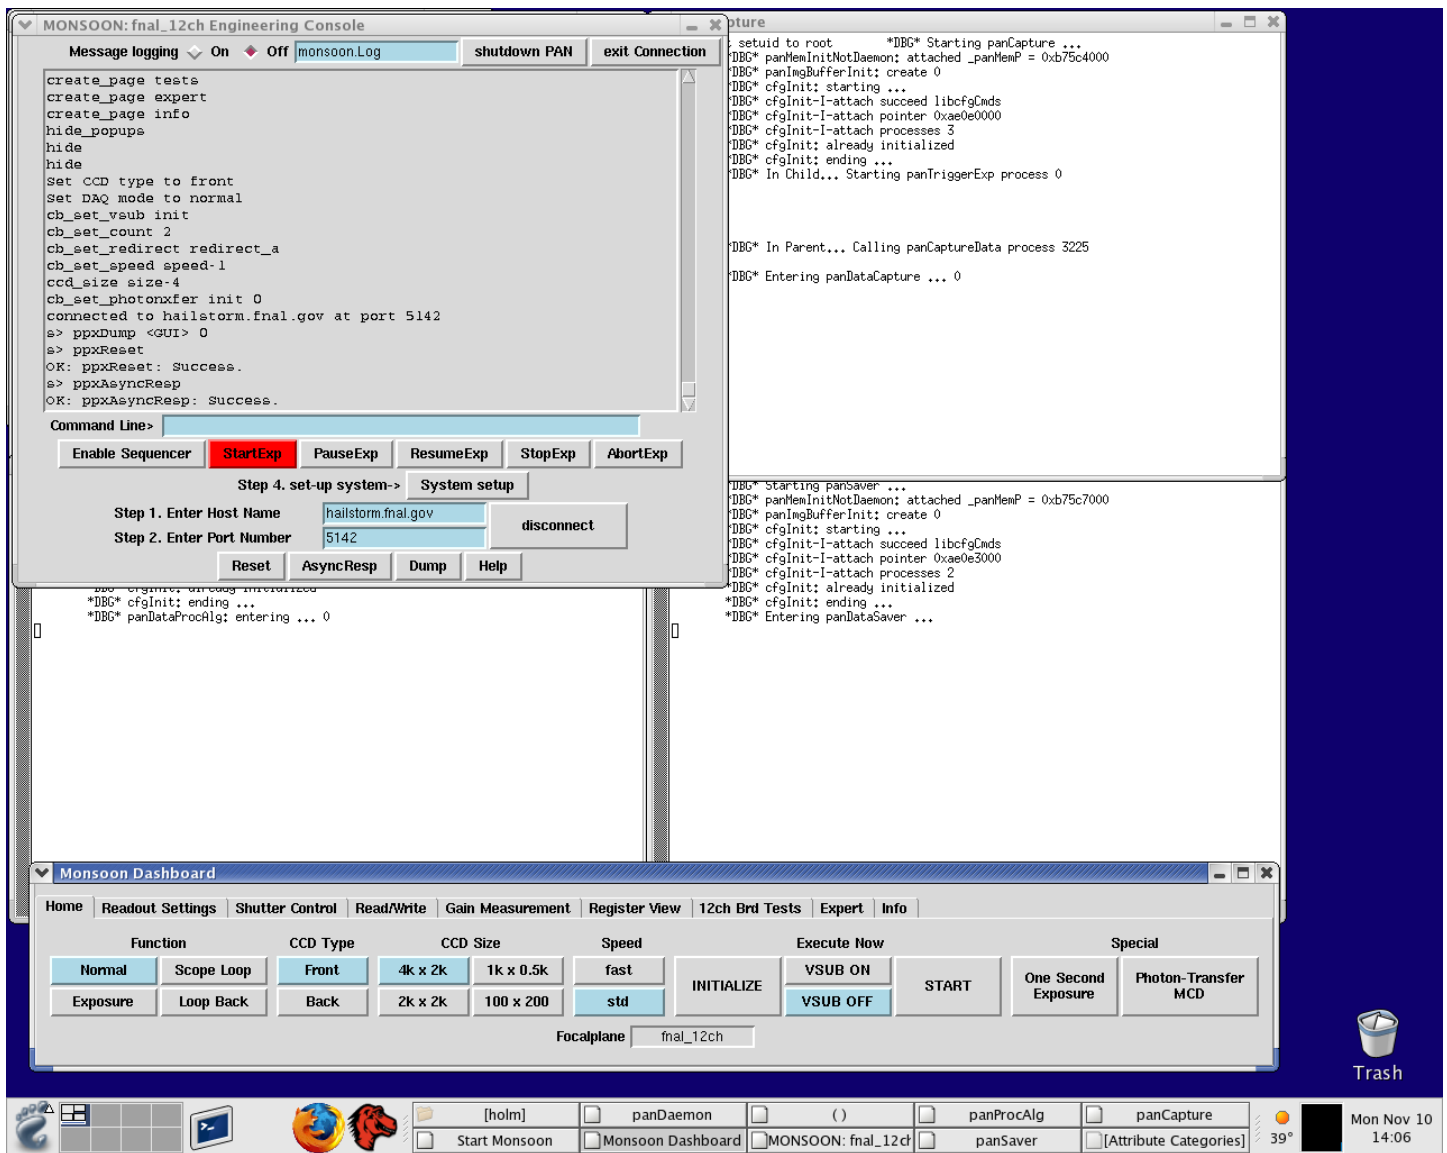 MONSOON: fnal_12ch Engineering Console
Message logging On Off monsoon.Log shutdown PAN exit Connection
create_page tests
create_page expert
create_page info
hide_popups
hide
hide
Set CCD type to front
Set DAQ mode to normal
cb_set_vsub init
cb_set_count 2
cb_set_redirect redirect_a
cb_set_speed speed-1
ccd_size size-4
cb_set_photonxfer init 0
connected to hailstorm.fnal.gov at port 5142
s> ppxDump <GUI> 0
s> ppxReset
OK: ppxReset: Success.
s> ppxAsyncResp
OK: ppxAsyncResp: Success.
Command Line>
Enable Sequencer StartExp PauseExp ResumeExp StopExp AbortExp
Step 4. set-up system-> System setup
Step 1. Enter Host Name hailstorm.fnal.gov
disconnect
Step 2. Enter Port Number 5142
Reset AsyncResp Dump Help
pture
setuid to root *DBG* Starting panCapture ...
*DBG* panMemInitNotDaemon: attached _panMemP = 0xb75c4000
*DBG* panImgBufferInit: create 0
*DBG* cfgInit: starting ...
*DBG* cfgInit-I-attach succeed libcfgCmds
*DBG* cfgInit-I-attach pointer 0xae0e0000
*DBG* cfgInit-I-attach processes 3
*DBG* cfgInit: already initialized
*DBG* cfgInit: ending ...
*DBG* In Child... Starting panTriggerExp process 0
*DBG* In Parent... Calling panCaptureData process 3225
*DBG* Entering panDataCapture ... 0
*DBG* Starting panSaver ...
*DBG* panMemInitNotDaemon: attached _panMemP = 0xb75c7000
*DBG* panImgBufferInit: create 0
*DBG* cfgInit: starting ...
*DBG* cfgInit-I-attach succeed libcfgCmds
*DBG* cfgInit-I-attach pointer 0xae0e3000
*DBG* cfgInit-I-attach processes 2
*DBG* cfgInit: already initialized
*DBG* cfgInit: ending ...
*DBG* Entering panDataSaver ...
*DBG* cfgInit: already initialized
*DBG* cfgInit: ending ...
*DBG* panDataProcAlg: entering ... 0
Monsoon Dashboard
Home Readout Settings Shutter Control Read/Write Gain Measurement Register View 12ch Brd Tests Expert Info
Function CCD Type CCD Size Speed Execute Now Special
Normal Scope Loop Front 4k x 2k 1k x 0.5k fast INITIALIZE VSUB ON START One Second Exposure Photon-Transfer MCD
Exposure Loop Back Back 2k x 2k 100 x 200 std VSUB OFF
Focalplane fnal_12ch
Trash
[holm] panDaemon ( ) panProcAlg panCapture
Start Monsoon Monsoon Dashboard MONSOON: fnal_12ch panSaver [Attribute Categories]
39°
Mon Nov 10
14:06